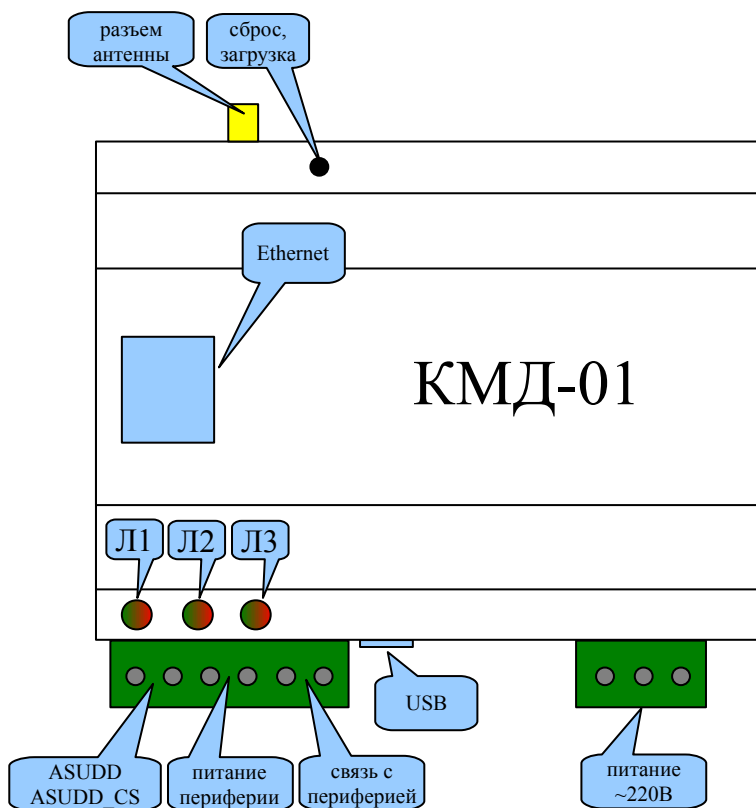 разъем
антенны
сброс,
загрузка
Ethernet
КМД-01
Л1
Л2
Л3
USB
ASUDD
ASUDD_CS
питание
периферии
связь с
периферией
питание
~220В